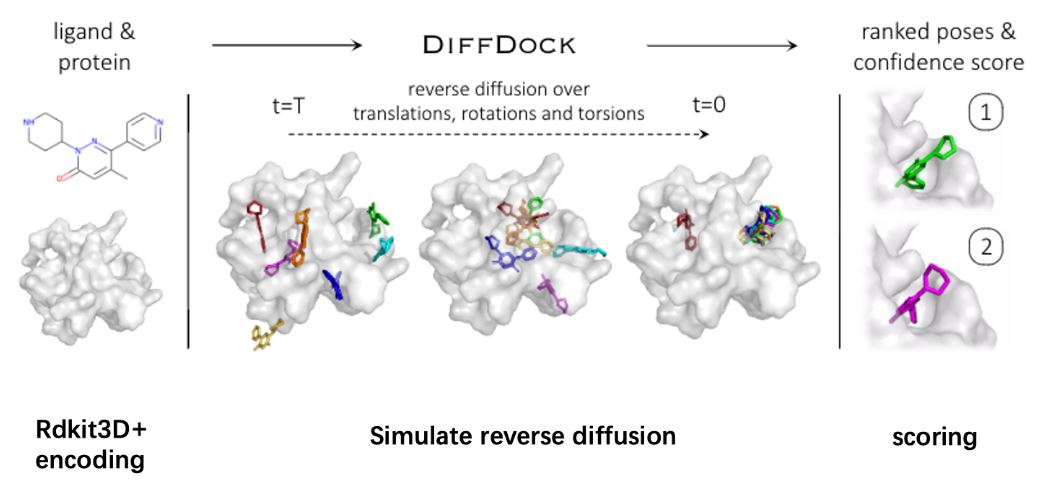 ligand &
protein
DIFFDOCK
ranked poses &
confidence score
t=T
reverse diffusion over
translations, rotations and torsions
t=0
NH
N
N
N
O
1
2
Rdkit3D+
encoding
Simulate reverse diffusion
scoring